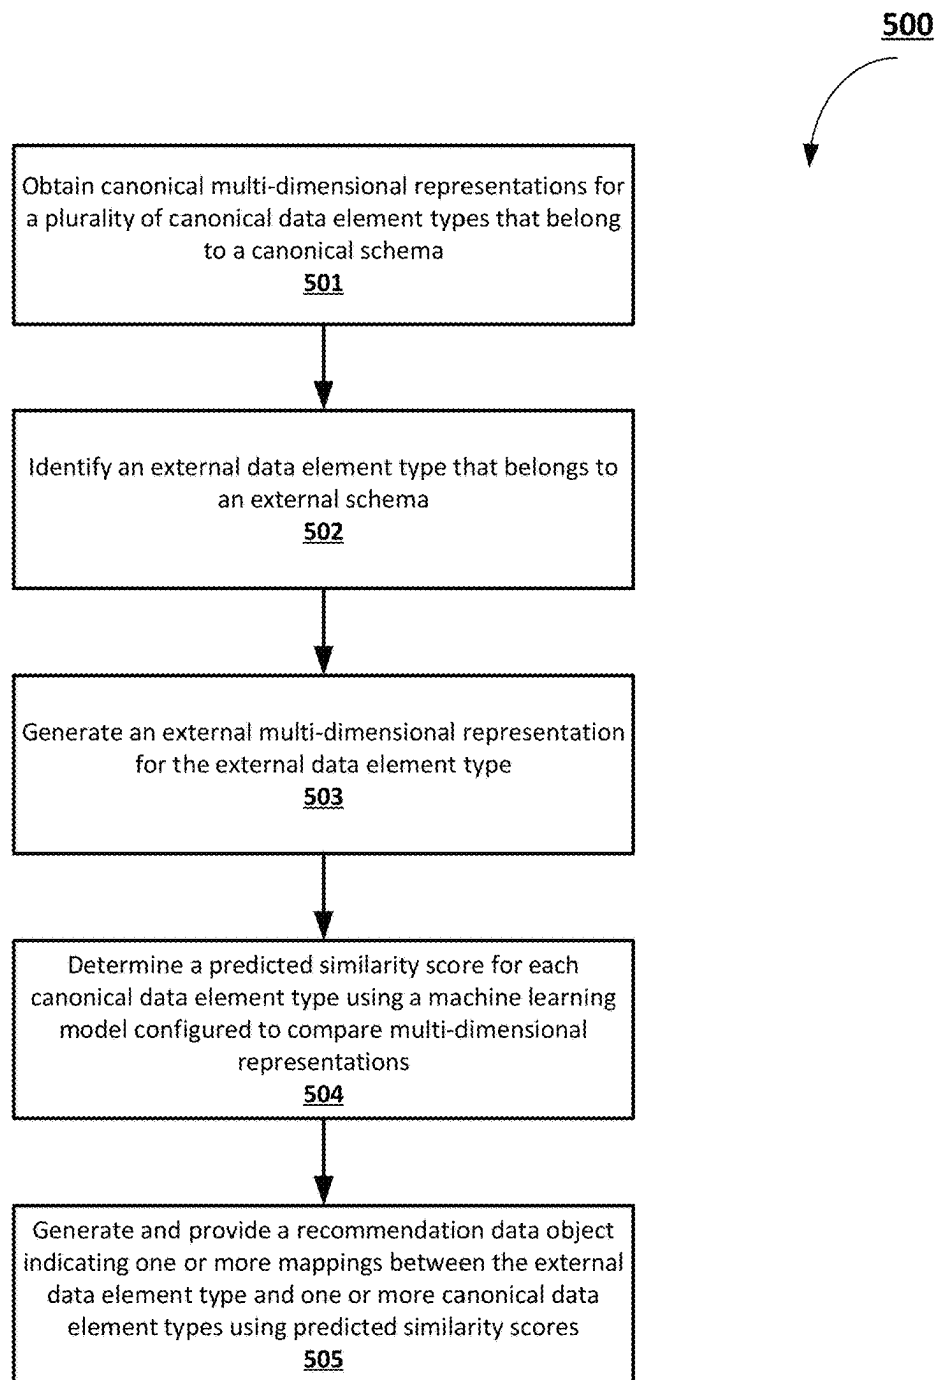 500
Obtain canonical multi-dimensional representations for
a plurality of canonical data element types that belong
to a canonical schema
501
Identify an external data element type that belongs to
an external schema
502
Generate an external multi-dimensional representation
for the external data element type
503
Determine a predicted similarity score for each
canonical data element type using a machine learning
model configured to compare multi-dimensional
representations
504
Generate and provide a recommendation data object
indicating one or more mappings between the external
data element type and one or more canonical data
element types using predicted similarity scores
505